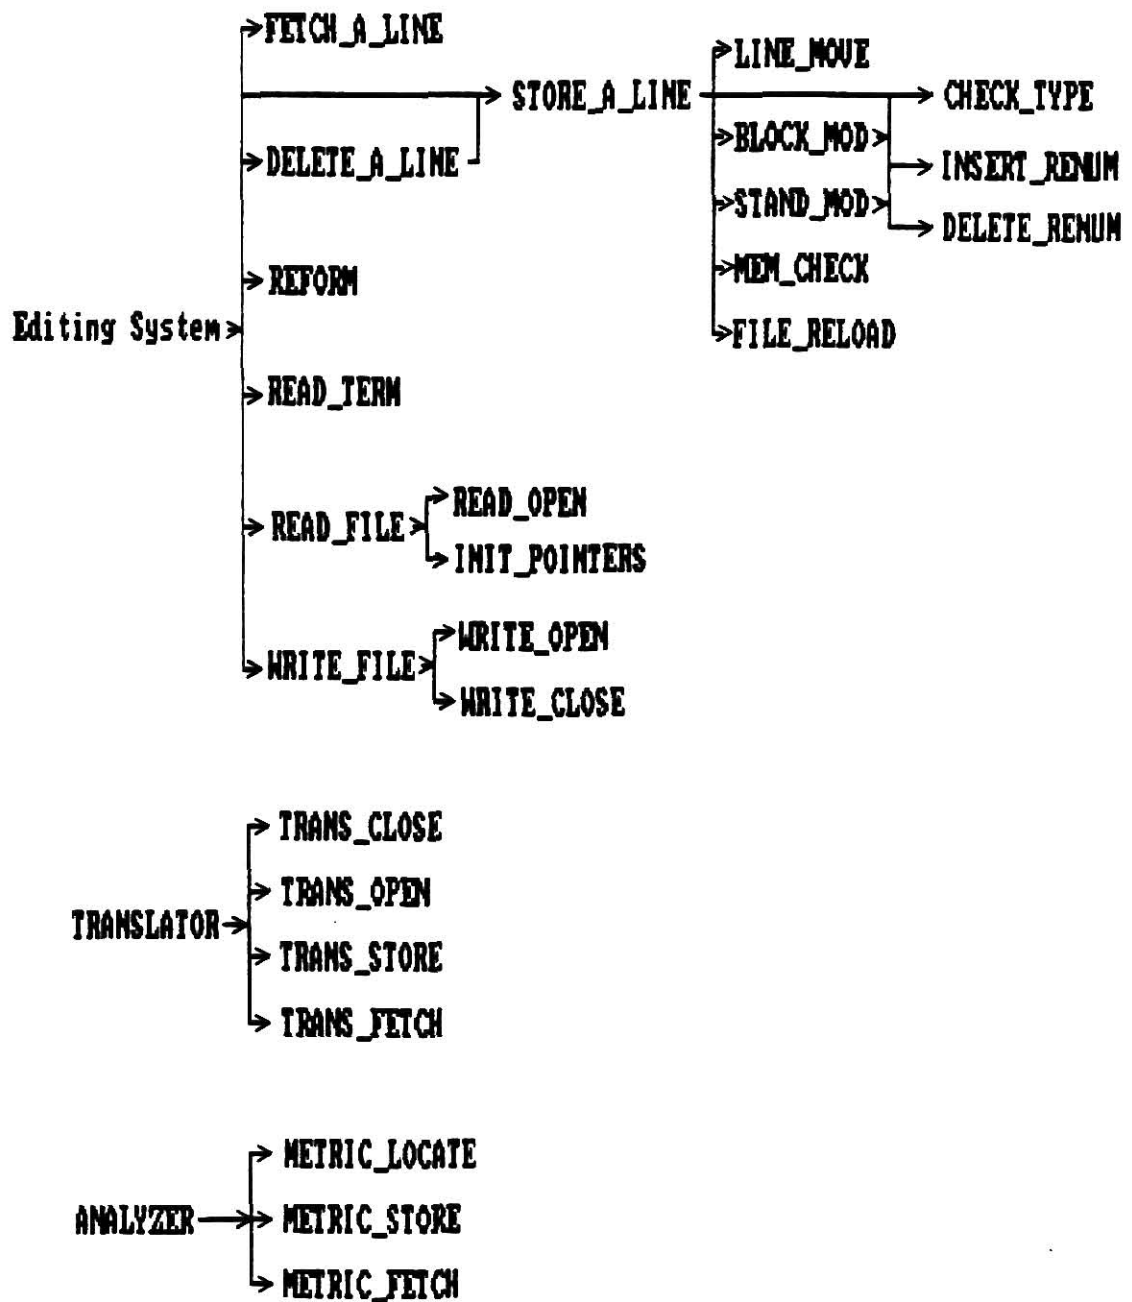 FETCH_A_LINE
LINE_MOVE
STORE_A_LINE
CHECK_TYPE
BLOCK_MOD
DELETE_A_LINE
INSERT_RENUM
STAND_MOD
DELETE_RENUM
MEM_CHECK
REFORM
Editing System
FILE_RELOAD
READ_TERM
READ_OPEN
READ_FILE
INIT_POINTERS
WRITE_OPEN
WRITE_FILE
WRITE_CLOSE
TRANS_CLOSE
TRANS_OPEN
TRANSLATOR
TRANS_STORE
TRANS_FETCH
METRIC_LOCATE
ANALYZER
METRIC_STORE
METRIC_FETCH